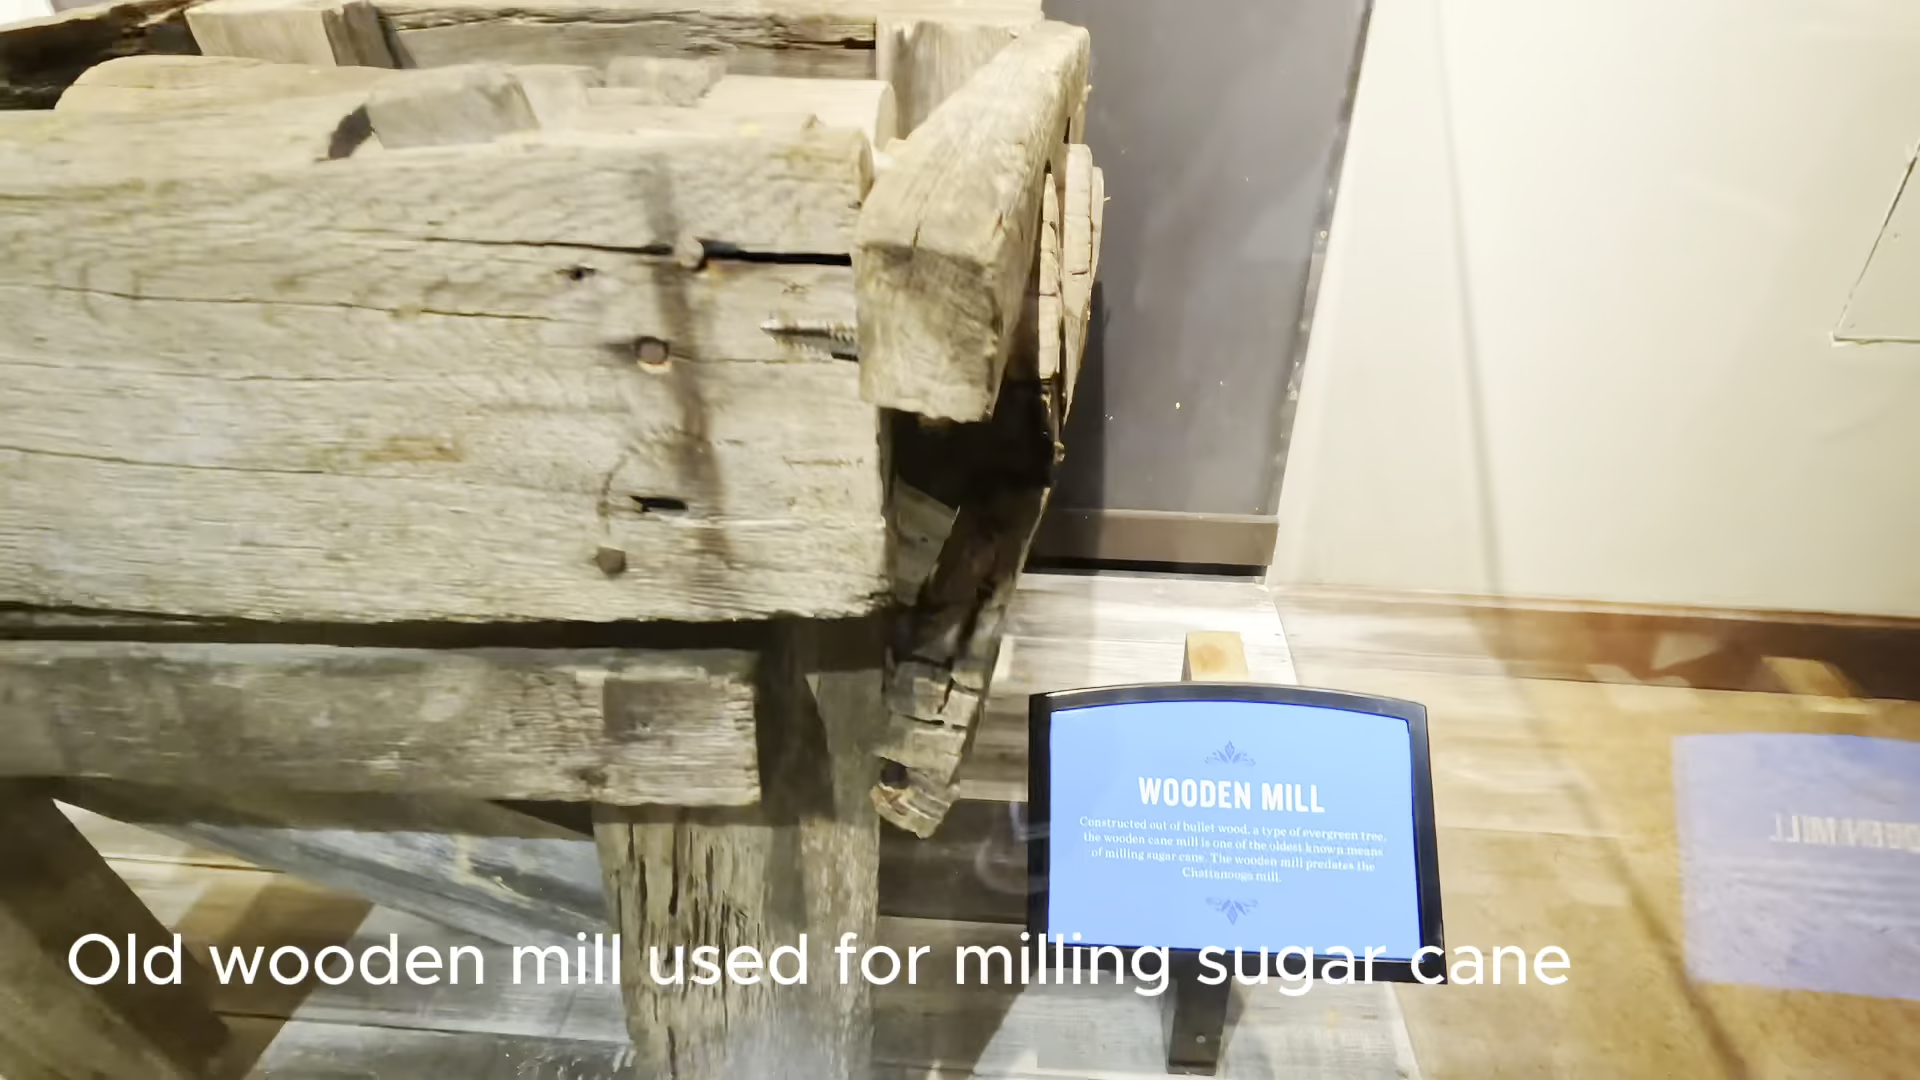 WOODEN MILL
Constructed out of bullet wood, a type of evergreen tree,
the wooden cane mill is one of the oldest known means
of milling sugar cane. The wooden mill predates the
Chattanooga mill.
Old wooden mill used for milling sugar cane